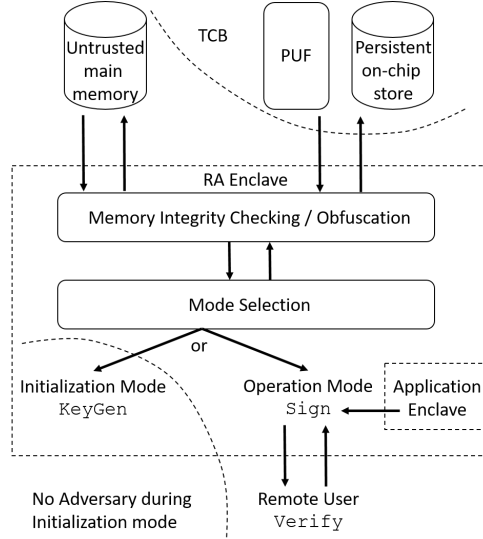 Untrusted
main
memory
TCB
PUF
Persistent
on-chip
store
RA Enclave
Memory Integrity Checking / Obfuscation
Mode Selection
or
Initialization Mode
KeyGen
Operation Mode
Sign
Application
Enclave
No Adversary during
Initialization mode
Remote User
Verify